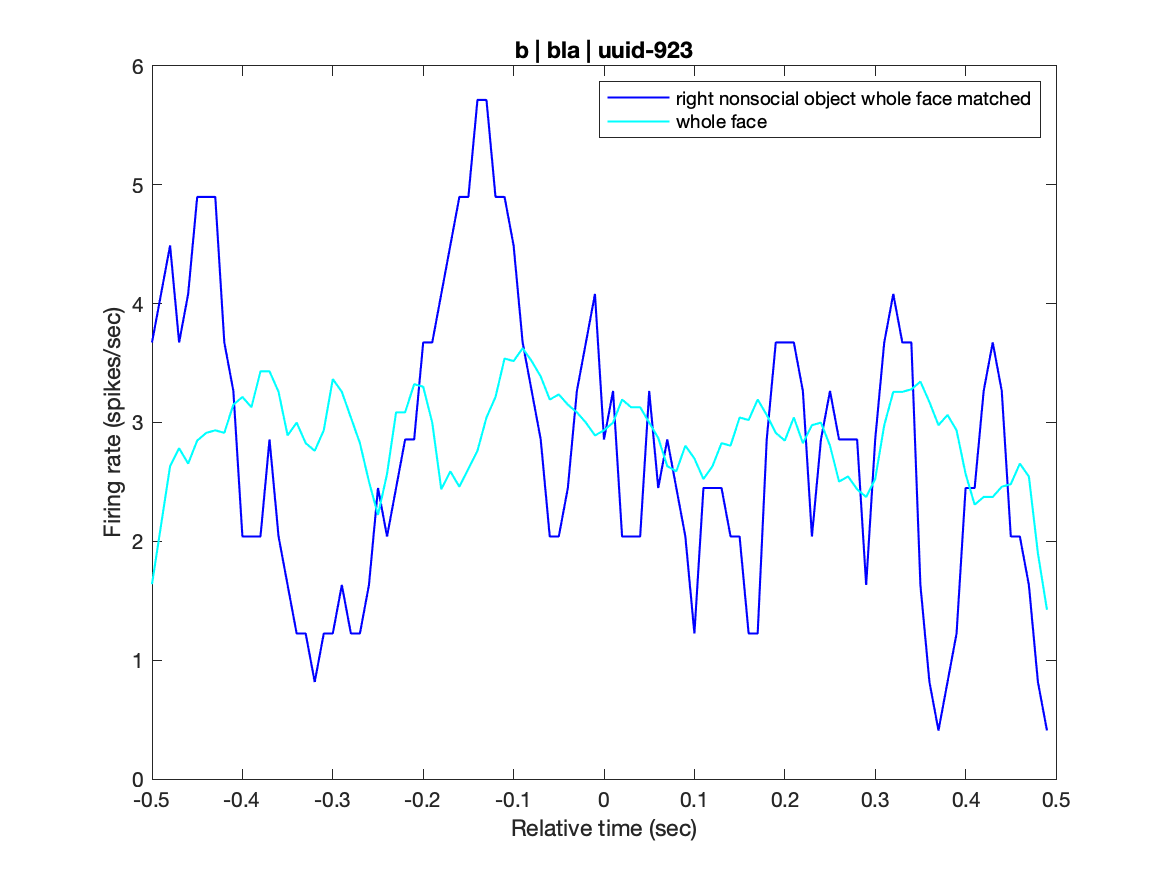 b | bla | uuid-923
right nonsocial object whole face matched
whole face
6
5
4
3
2
1
0
Firing rate (spikes/sec)
-0.5 -0.4 -0.3 -0.2 -0.1 0 0.1 0.2 0.3 0.4 0.5
Relative time (sec)